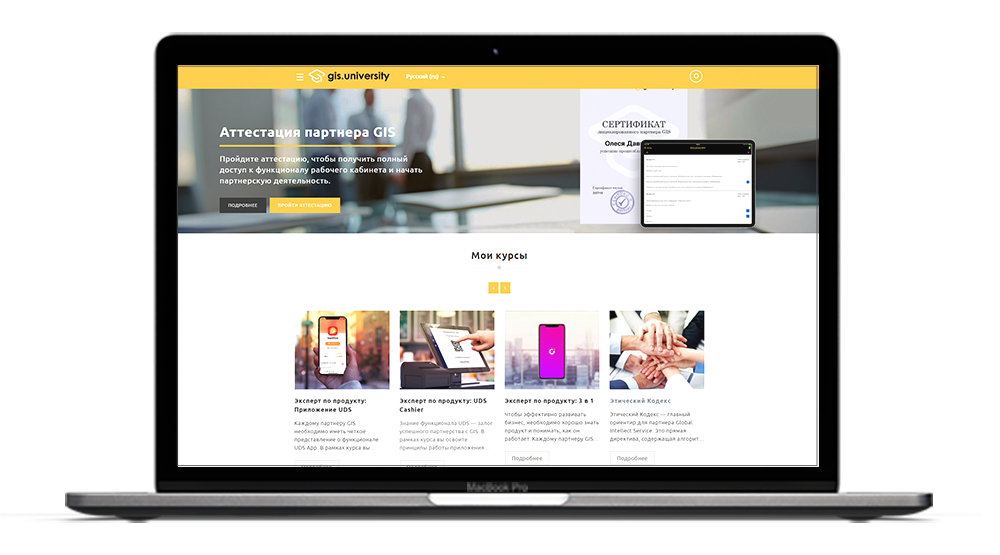 gis.university
Русский (ru)
Аттестация партнера GIS
Пройдите аттестацию, чтобы получить полный
доступ к функционалу рабочего кабинета и начать
партнерскую деятельность.
ПОДРОБНЕЕ
ПРОЙТИ АТТЕСТАЦИЮ
СЕРТИФИКАТ
лицензированного партнера GIS
Олеся Дав
Мои курсы
Эксперт по продукту:
Приложение UDS
Каждому партнеру GIS
необходимо иметь четкое
представление о функционале
UDS App. В рамках курса вы...
Эксперт по продукту: UDS
Cashier
Знание функционала UDS — залог
успешного партнерства с GIS. В
рамках курса вы освоите
принципы работы приложения...
Эксперт по продукту: 3 в 1
Чтобы эффективно развивать
бизнес, необходимо хорошо знать
продукт и понимать, как он
работает. Каждому партнеру GIS...
Подробнее
Этический Кодекс
Этический Кодекс — главный
ориентир для партнера Global
Intellect Service. Это прямая
директива, содержащая алгорит...
Подробнее
MacBook Pro